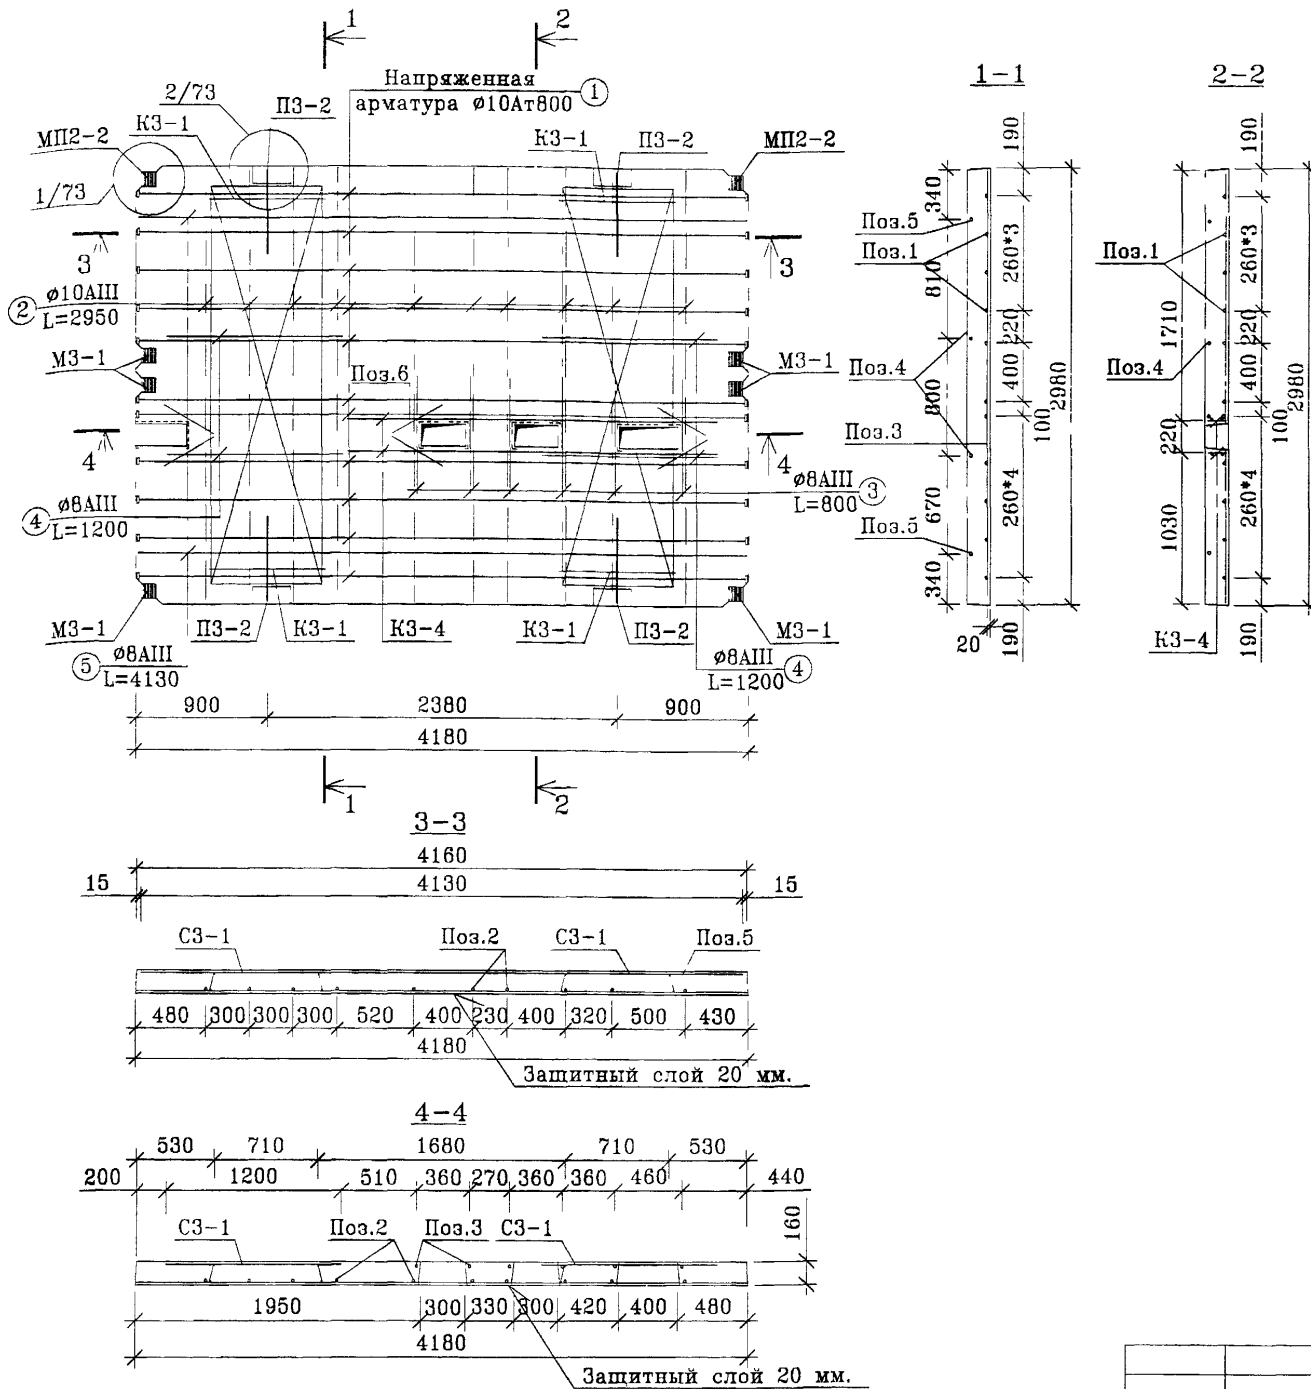 1
2
1-1
2-2
Напряженная
арматура ø10Ат800 1
2/73
П3-2
К3-1
МП2-2
1/73
К3-1
П3-2
МП2-2
3
3
2 ø10АIII
L=2950
М3-1
М3-1
Поз.6
4
4
ø8АIII 3
L=800
4 ø8АIII
L=1200
М3-1
П3-2
К3-1
К3-4
К3-1
П3-2
М3-1
5 ø8АIII
L=4130
ø8АIII 4
L=1200
900
2380
900
4180
1
2
190
340
Поз.5
Поз.1
810
260*3
220
Поз.4
800
400
2980
Поз.3
100
670
260*4
Поз.5
340
20
190
190
Поз.1
260*3
1710
220
Поз.4
400
2980
220
100
260*4
1030
К3-4
190
3-3
4160
15
4130
15
С3-1
Поз.2
С3-1
Поз.5
480
300
300
300
520
400
230
400
320
500
430
4180
Защитный слой 20 мм.
4-4
530
710
1680
710
530
200
1200
510
360
270
360
360
460
440
160
С3-1
Поз.2
Поз.3
С3-1
1950
300
330
300
420
400
480
4180
Защитный слой 20 мм.